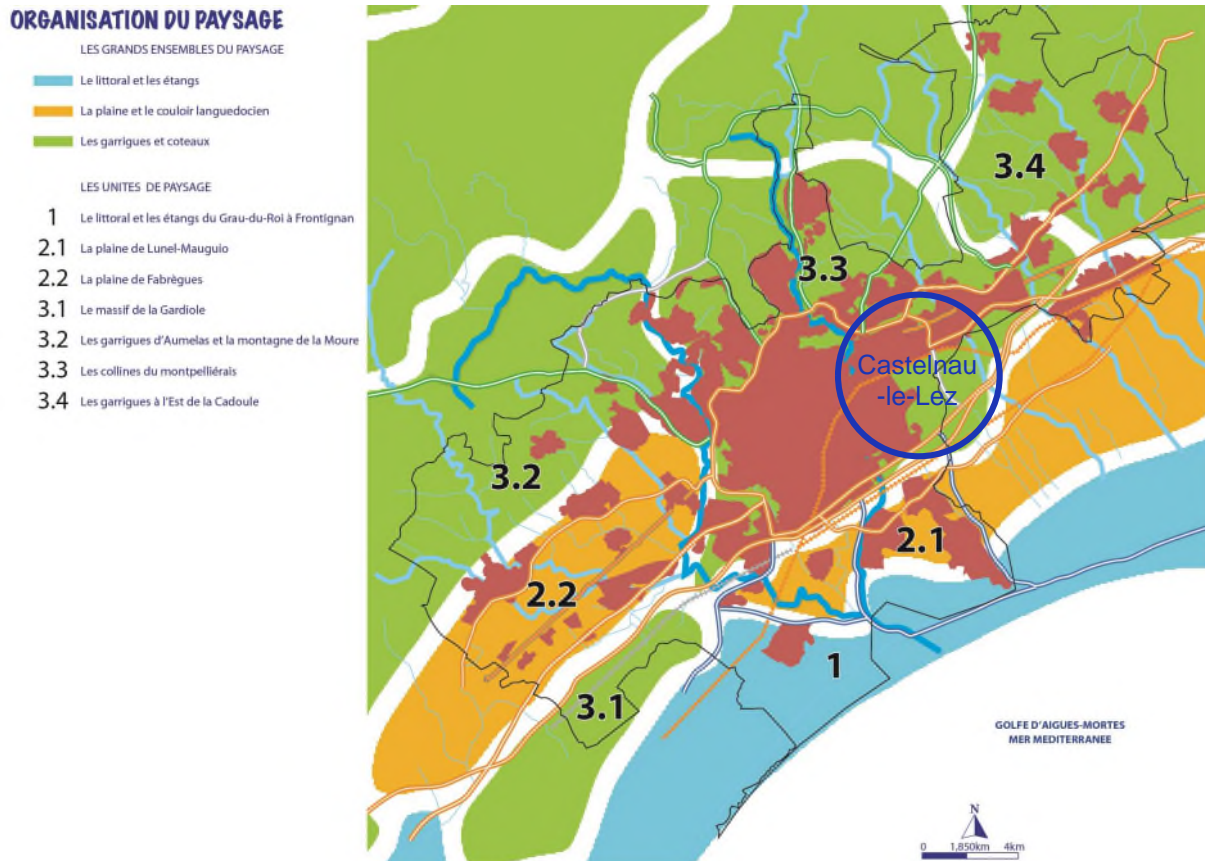 ORGANISATION DU PAYSAGE
LES GRANDS ENSEMBLES DU PAYSAGE
Le littoral et les étangs
La plaine et le couloir languedocien
Les garrigues et coteaux
LES UNITES DE PAYSAGE
1 Le littoral et les étangs du Grau-du-Roi à Frontignan
2.1 La plaine de Lunel-Mauguio
2.2 La plaine de Fabrègues
3.1 Le massif de la Gardiole
3.2 Les garrigues d'Aumelas et la montagne de la Moure
3.3 Les collines du montpelliérais
3.4 Les garrigues à l'Est de la Cadoule
3.4
3.3
Castelnau
-le-Lez
3.2
2.1
2.2
1
3.1
GOLFE D'AIGUES-MORTES
MER MEDITERRANEE
N
0 1,850km 4km